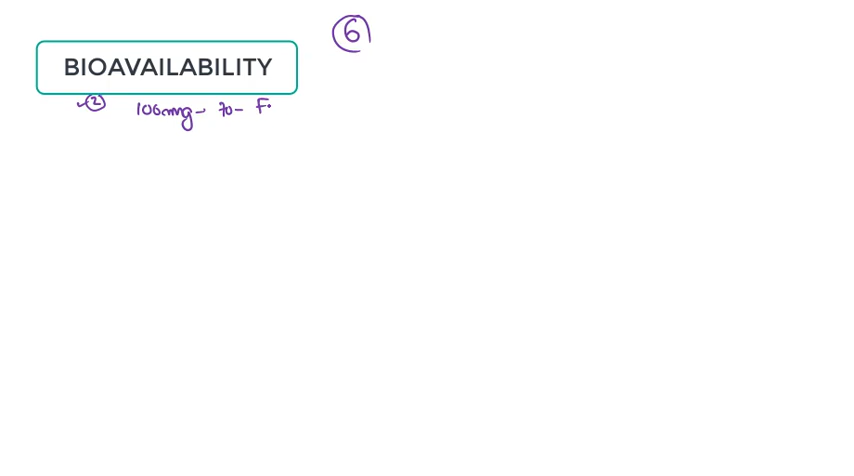 ⑥
BIOAVAILABILITY
② 100mg - 70 - F.